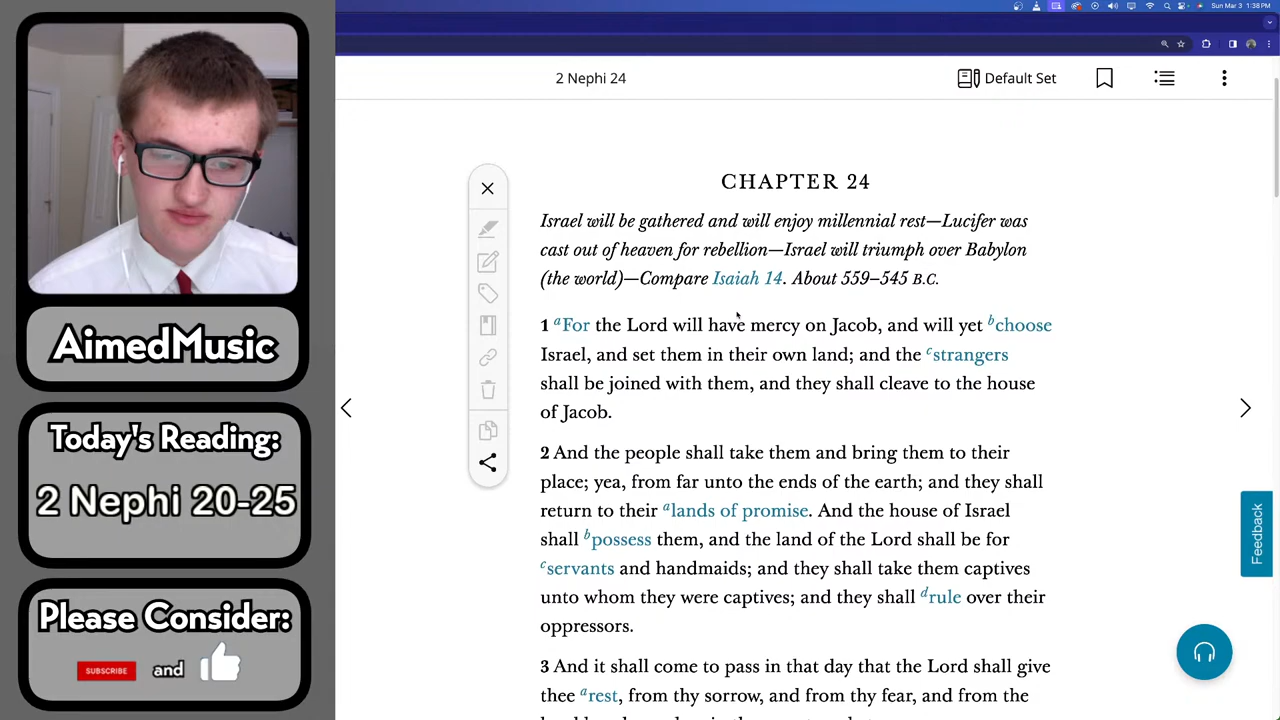 Sun Mar 3 1:38 PM
2 Nephi 24
Default Set
AimedMusic
Today's Reading:
2 Nephi 20-25
Please Consider:
SUBSCRIBE and
CHAPTER 24
Israel will be gathered and will enjoy millennial rest—Lucifer was
cast out of heaven for rebellion—Israel will triumph over Babylon
(the world)—Compare Isaiah 14. About 559–545 B.C.
1 aFor the Lord will have mercy on Jacob, and will yet bchoose
Israel, and set them in their own land; and the cstrangers
shall be joined with them, and they shall cleave to the house
of Jacob.
2 And the people shall take them and bring them to their
place; yea, from far unto the ends of the earth; and they shall
return to their alands of promise. And the house of Israel
shall bpossess them, and the land of the Lord shall be for
cservants and handmaids; and they shall take them captives
unto whom they were captives; and they shall drule over their
oppressors.
3 And it shall come to pass in that day that the Lord shall give
thee arest, from thy sorrow, and from thy fear, and from the
Feedback